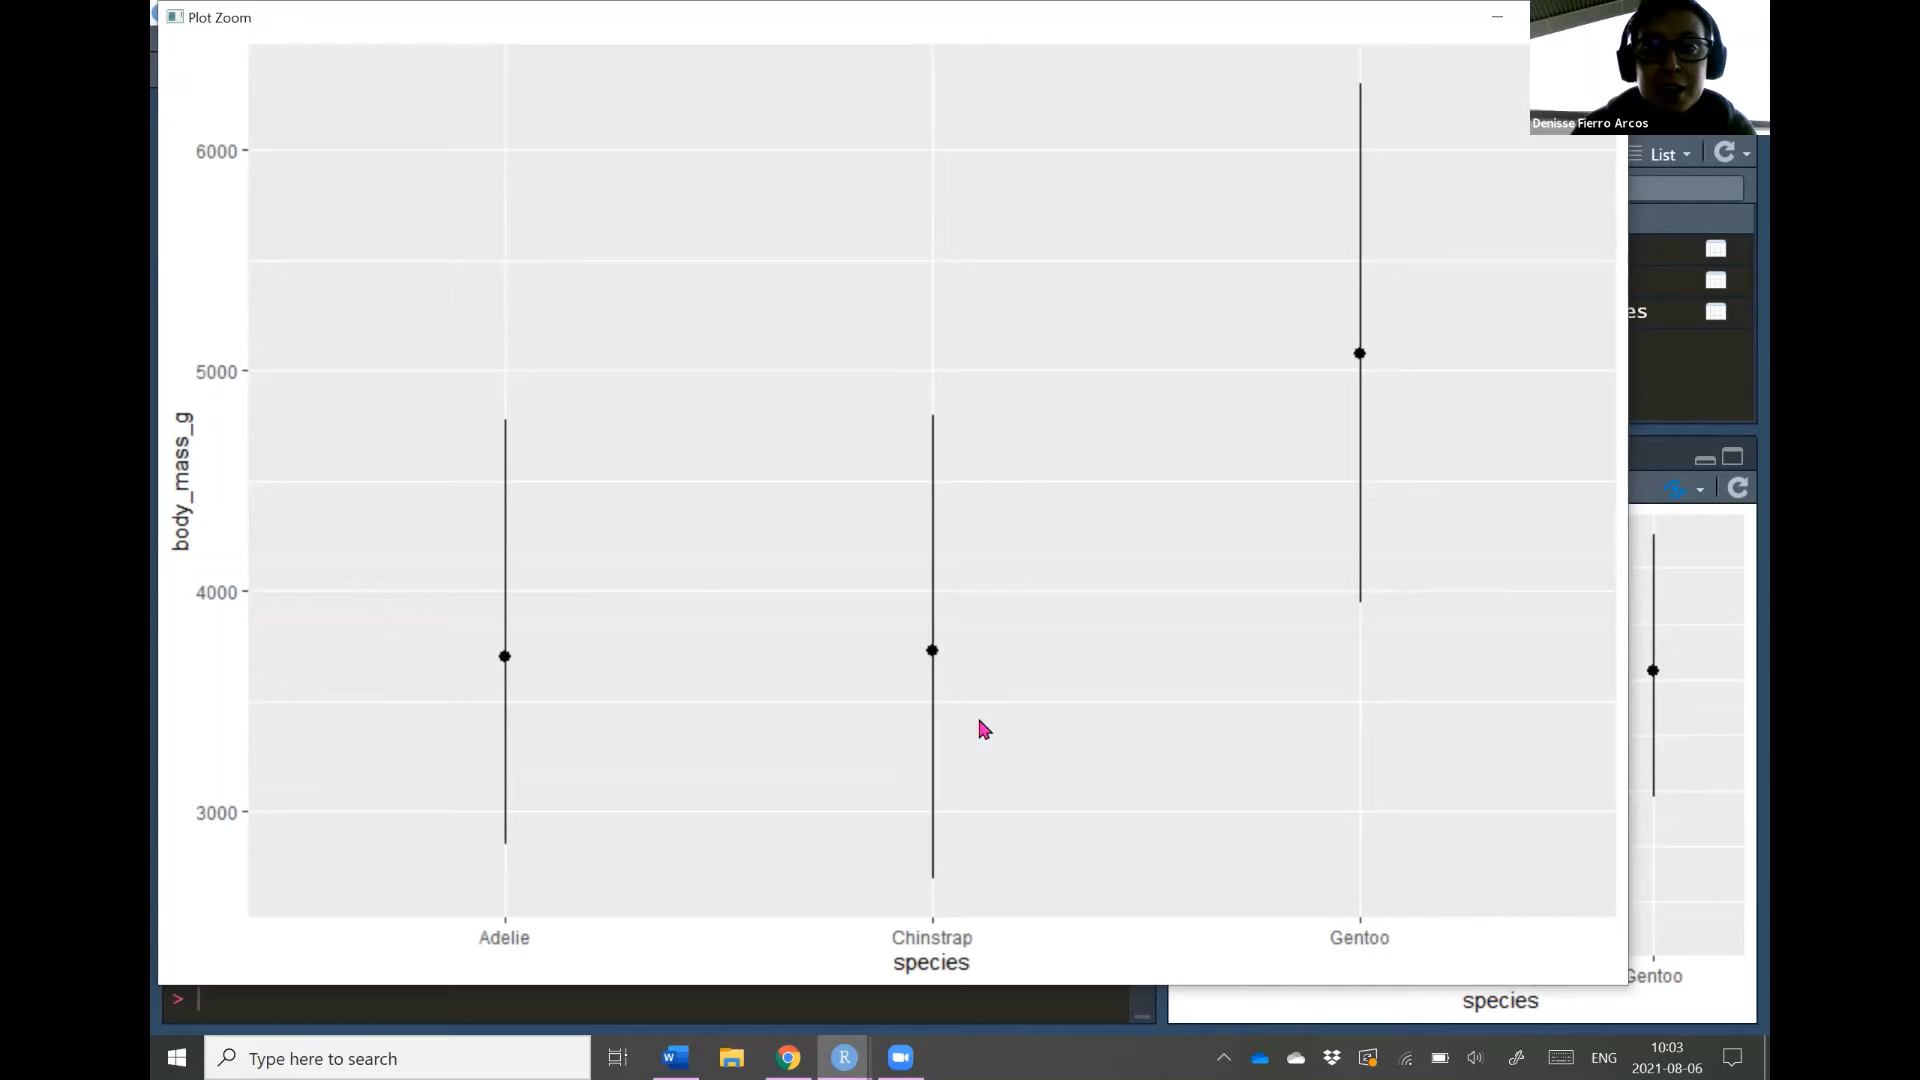 Plot Zoom
Denisse Fierro Arcos
List
es
6000
5000
4000
3000
body_mass_g
Adelie
Chinstrap
Gentoo
species
Gentoo
species
>
Type here to search
W
R
ENG
10:03
2021-08-06